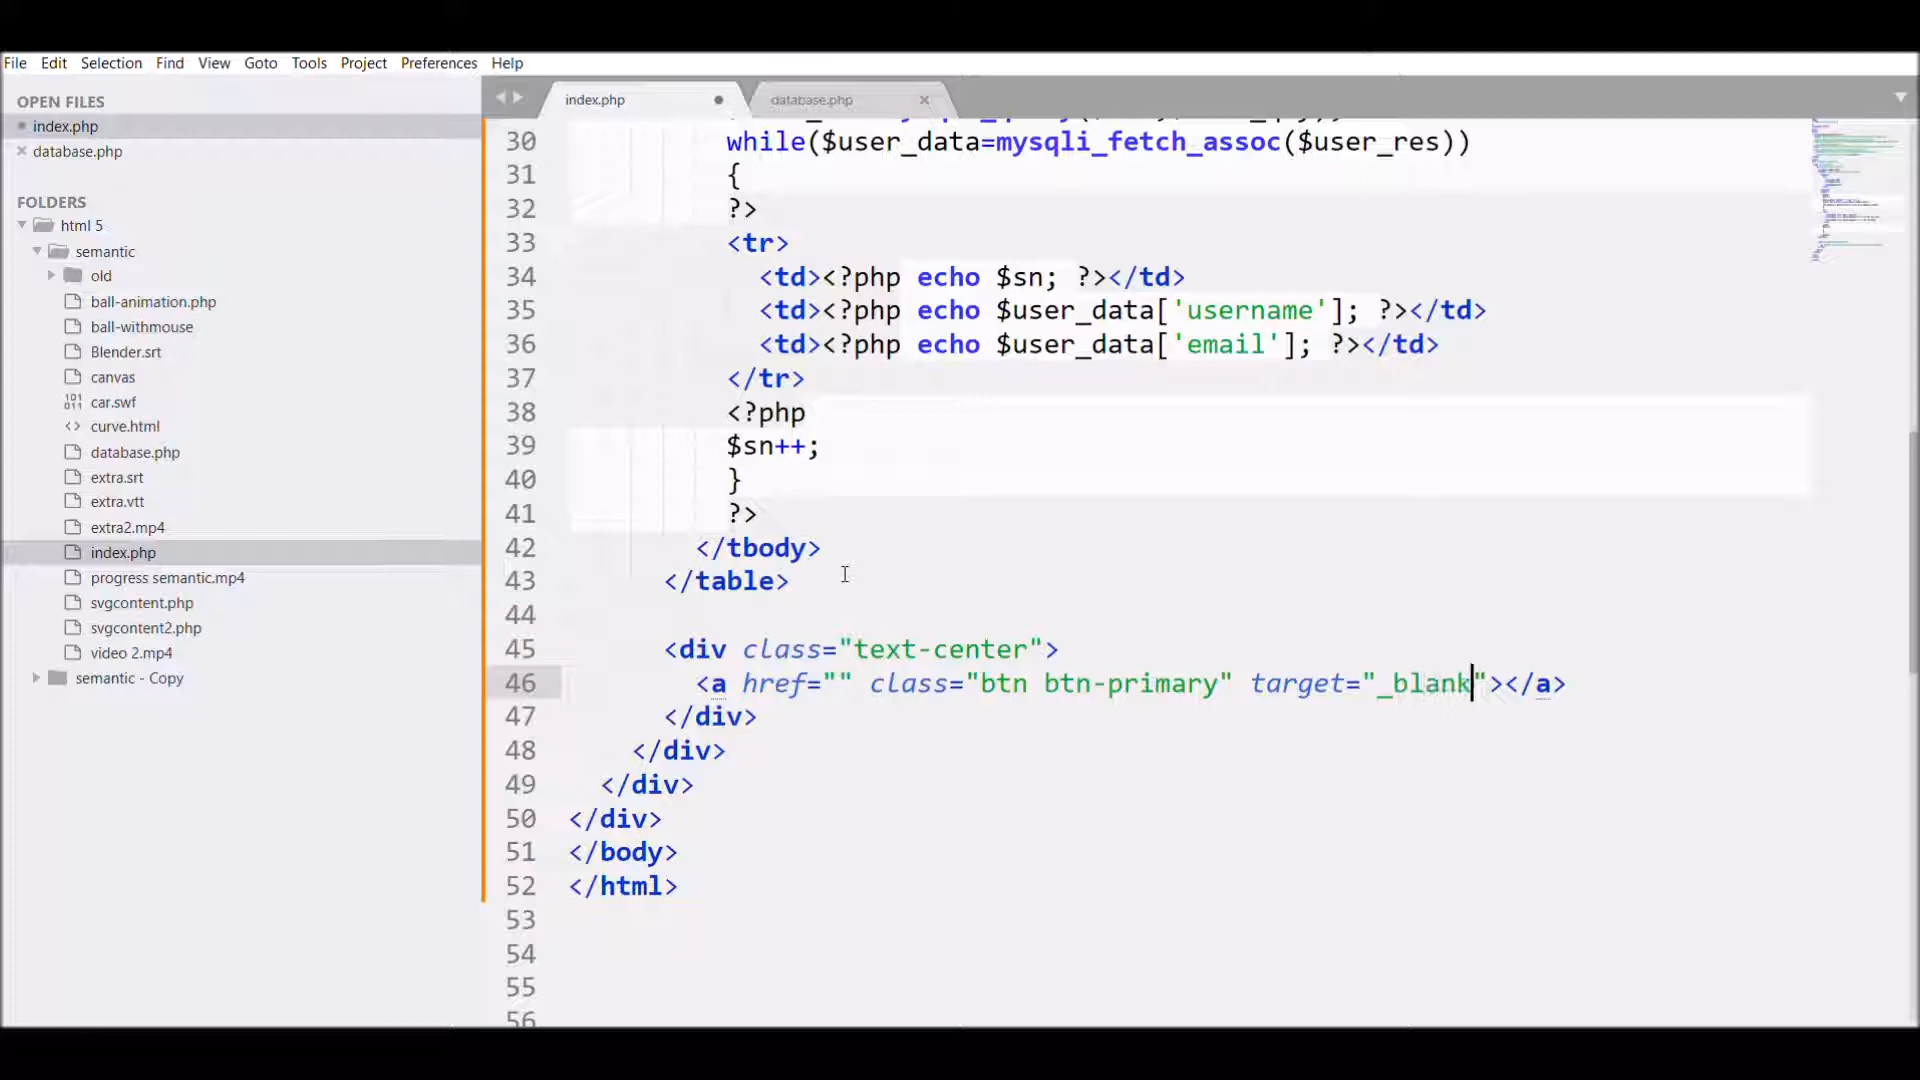 File Edit Selection Find View Goto Tools Project Preferences Help
OPEN FILES
index.php
database.php
FOLDERS
html 5
semantic
old
ball-animation.php
ball-withmouse
Blender.srt
canvas
car.swf
curve.html
database.php
extra.srt
extra.vtt
extra2.mp4
index.php
progress semantic.mp4
svgcontent.php
svgcontent2.php
video 2.mp4
semantic - Copy
index.php database.php
30 while($user_data=mysqli_fetch_assoc($user_res))
31 {
32 ?>
33 <tr>
34 <td><?php echo $sn; ?></td>
35 <td><?php echo $user_data['username']; ?></td>
36 <td><?php echo $user_data['email']; ?></td>
37 </tr>
38 <?php
39 $sn++;
40 }
41 ?>
42 </tbody>
43 </table>
44
45 <div class="text-center">
46 <a href="" class="btn btn-primary" target="_blank"></a>
47 </div>
48 </div>
49 </div>
50 </div>
51 </body>
52 </html>
53
54
55
56